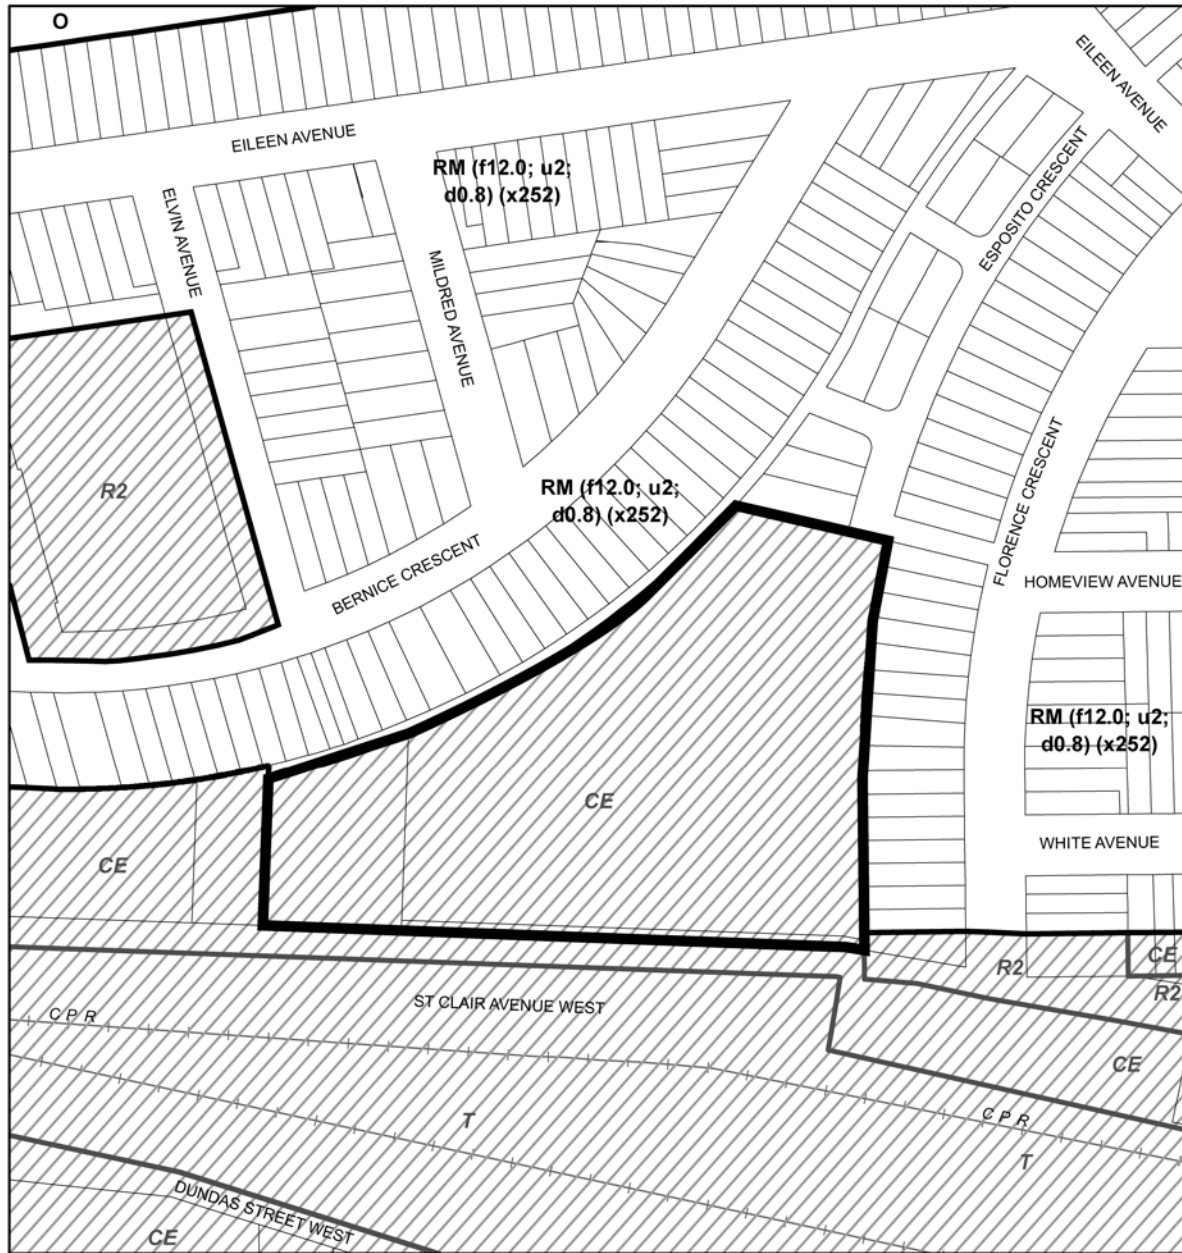 O
EILEEN AVENUE
EILEEN AVENUE
RM (f12.0; u2;
d0.8) (x252)
ELVIN AVENUE
MILDRED AVENUE
ESPOSITO CRESCENT
R2
RM (f12.0; u2;
d0.8) (x252)
BERNICE CRESCENT
FLORENCE CRESCENT
HOMEVIEW AVENUE
RM (f12.0; u2;
d0.8) (x252)
CE
CE
WHITE AVENUE
R2
CE
R2
ST CLAIR AVENUE WEST
CPR
CE
T
CPR
T
DUNDAS STREET WEST
CE